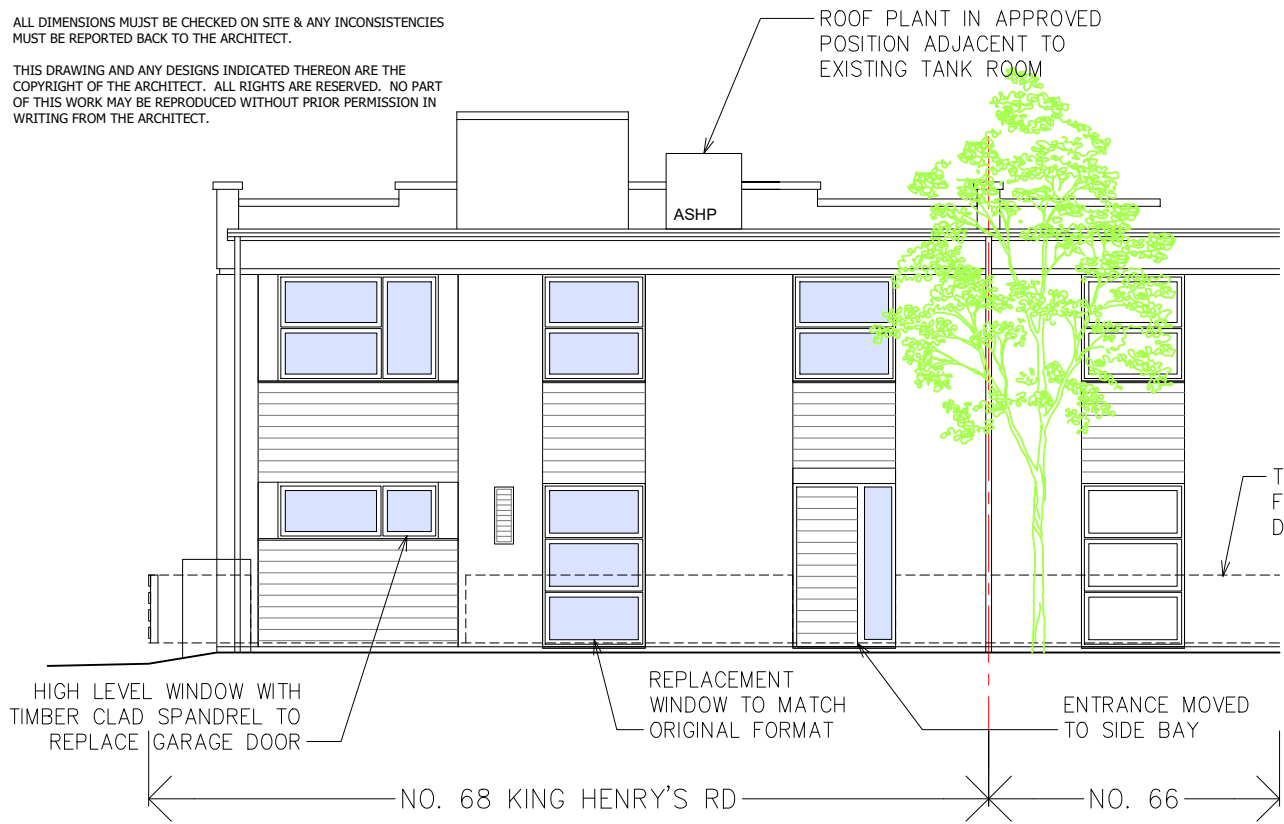 ALL DIMENSIONS MUJST BE CHECKED ON SITE & ANY INCONSISTENCIES
MUST BE REPORTED BACK TO THE ARCHITECT.
THIS DRAWING AND ANY DESIGNS INDICATED THEREON ARE THE
COPYRIGHT OF THE ARCHITECT. ALL RIGHTS ARE RESERVED. NO PART
OF THIS WORK MAY BE REPRODUCED WITHOUT PRIOR PERMISSION IN
WRITING FROM THE ARCHITECT.
ROOF PLANT IN APPROVED
POSITION ADJACENT TO
EXISTING TANK ROOM
ASHP
T
F
D
HIGH LEVEL WINDOW WITH
TIMBER CLAD SPANDREL TO
REPLACE GARAGE DOOR
REPLACEMENT
WINDOW TO MATCH
ORIGINAL FORMAT
ENTRANCE MOVED
TO SIDE BAY
NO. 68 KING HENRY'S RD
NO. 66